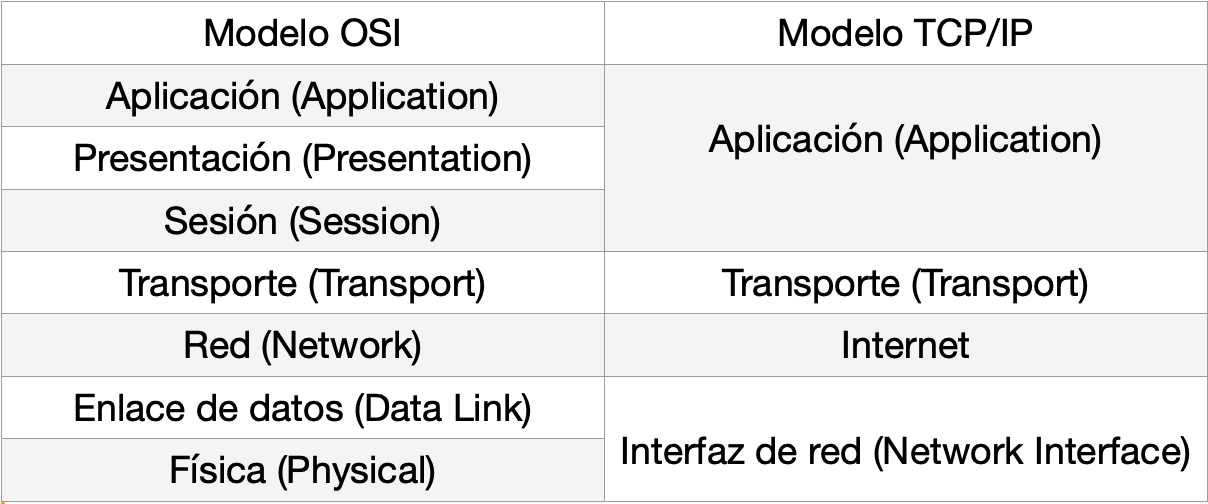 Modelo OSI
Modelo TCP/IP
Aplicación (Application)
Aplicación (Application)
Presentación (Presentation)
Sesión (Session)
Transporte (Transport)
Transporte (Transport)
Red (Network)
Internet
Enlace de datos (Data Link)
Interfaz de red (Network Interface)
Física (Physical)